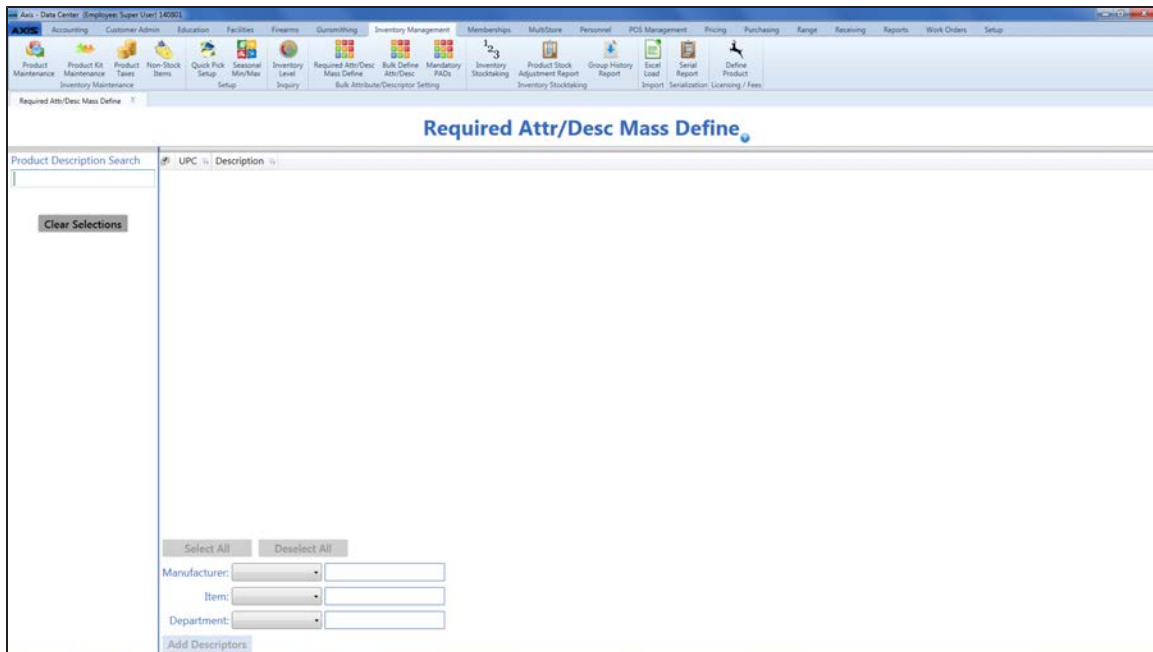 Axis - Data Center (Employee: Super User) 140801
AXIS Accounting Customer Admin Education Facilities Firearms Gunsmithing Inventory Management Memberships MultiStore Personnel POS Management Pricing Purchasing Range Receiving Reports Work Orders Setup
Product Maintenance Product Kit Maintenance Product Taxes Non-Stock Items Quick Pick Setup Seasonal Min/Max Inventory Level Required Attr/Desc Mass Define Bulk Define Attr/Desc Mandatory PADs 1 2 3 Inventory Stocktaking Product Stock Adjustment Report Group History Report Excel Load Serial Report Define Product
Inventory Maintenance Setup Inquiry Bulk Attribute/Descriptor Setting Inventory Stocktaking Import Serialization Licensing / Fees
Required Attr/Desc Mass Define X
Required Attr/Desc Mass Define
Product Description Search UPC Description
Clear Selections
Select All Deselect All
Manufacturer:
Item:
Department:
Add Descriptors